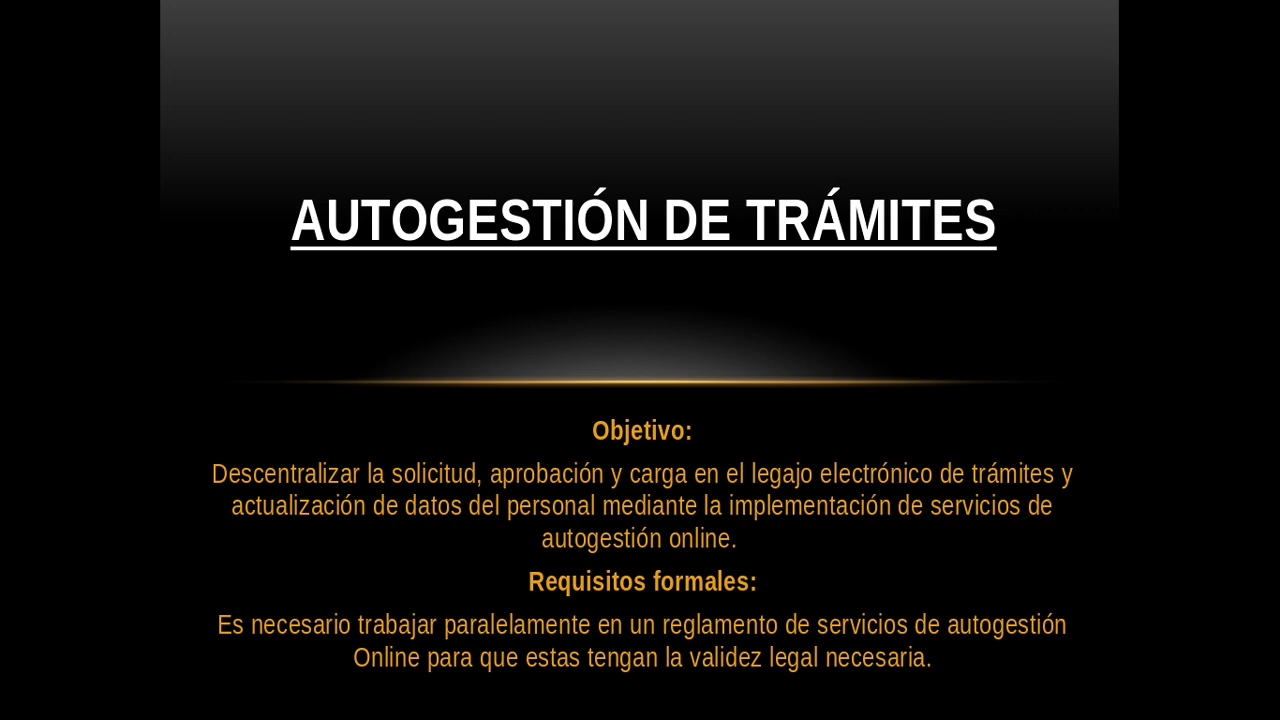 AUTOGESTIÓN DE TRÁMITES
Objetivo:
Descentralizar la solicitud, aprobación y carga en el legajo electrónico de trámites y
actualización de datos del personal mediante la implementación de servicios de
autogestión online.
Requisitos formales:
Es necesario trabajar paralelamente en un reglamento de servicios de autogestión
Online para que estas tengan la validez legal necesaria.